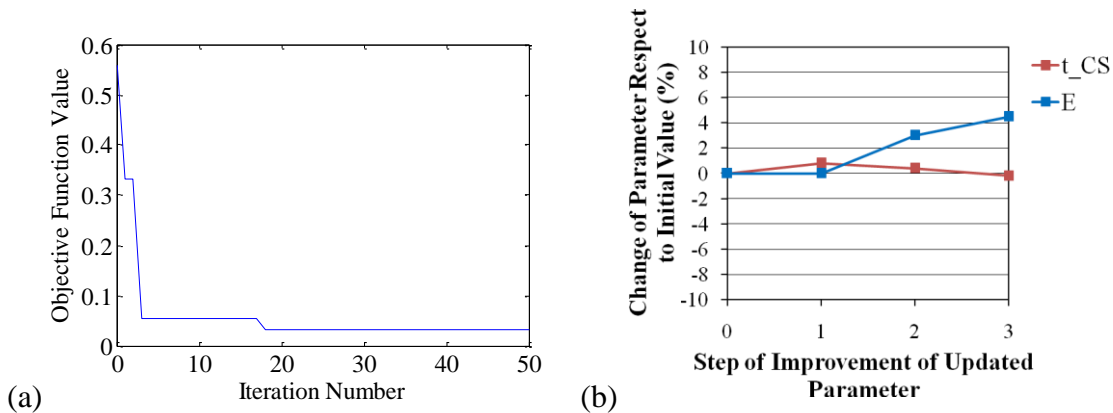 0.6
0.5
0.4
0.3
0.2
0.1
0
0 10 20 30 40 50
Objective Function Value
Iteration Number
(a)
10
8
6
4
2
0
-2
-4
-6
-8
-10
0 1 2 3
Change of Parameter Respect
to Initial Value (%)
Step of Improvement of Updated
Parameter
t_CS
E
(b)